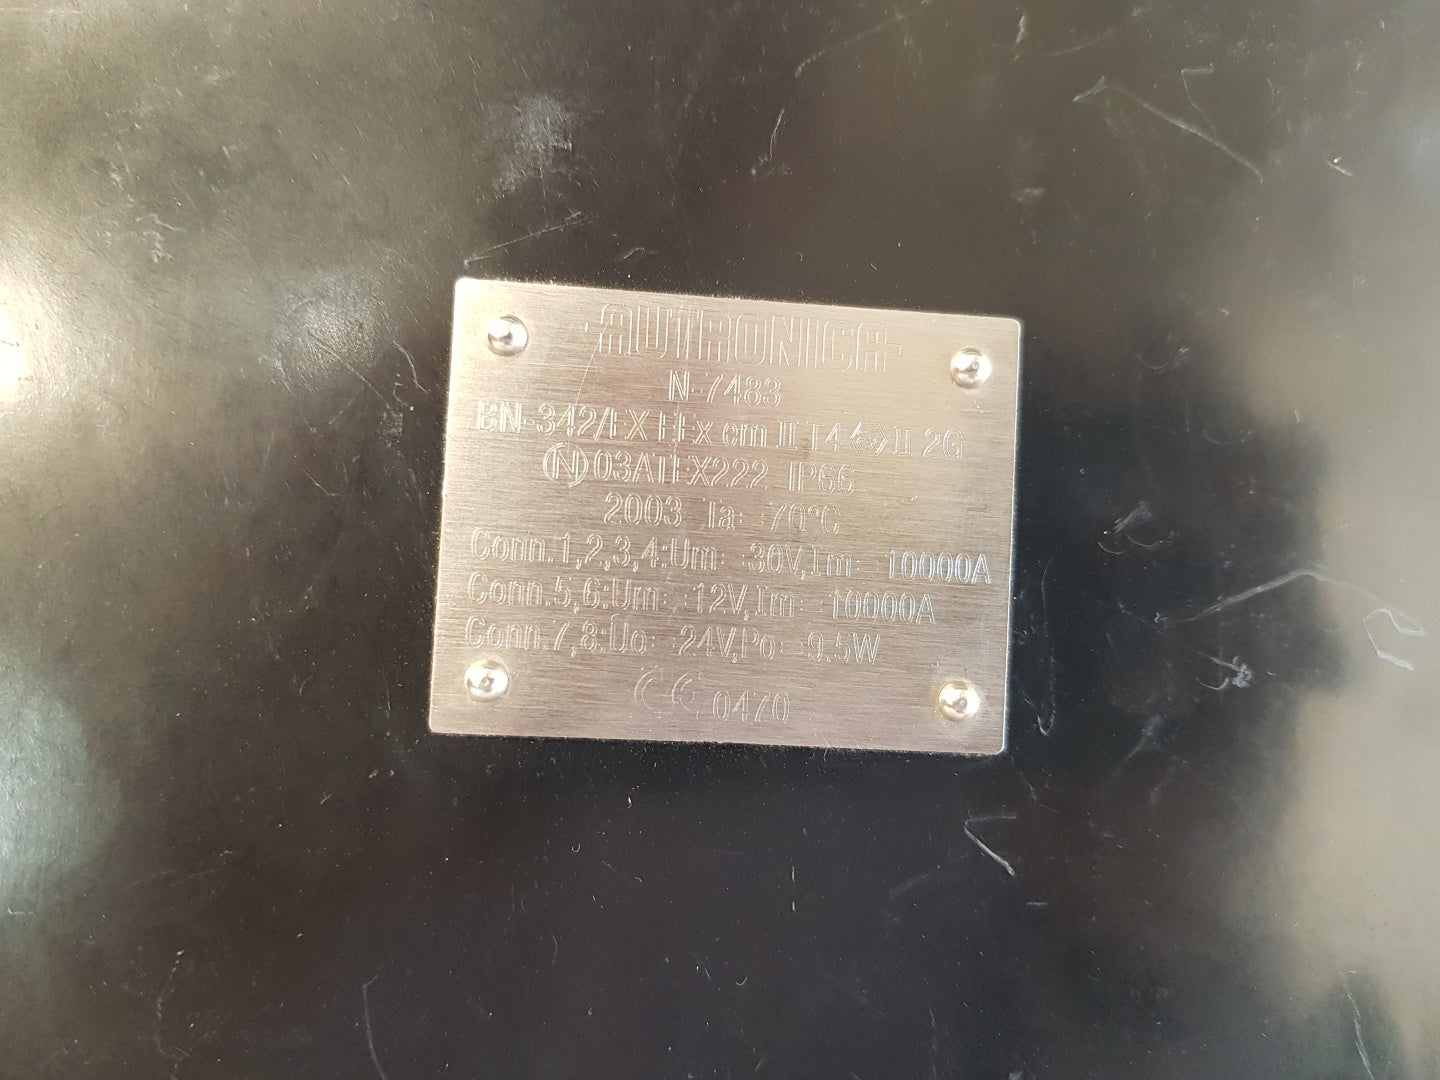 AUTRONICA
N-7483
BN-342/EX EEx em II T4 Ex II 2G
N 03ATEX222 IP66
2003 Ta= 70°C
Conn.1,2,3,4:Um= 30V,Im= 10000A
Conn.5,6:Um= 12V,Im= 10000A
Conn.7,8:Uo= 24V,Po= 9.5W
CE 0470